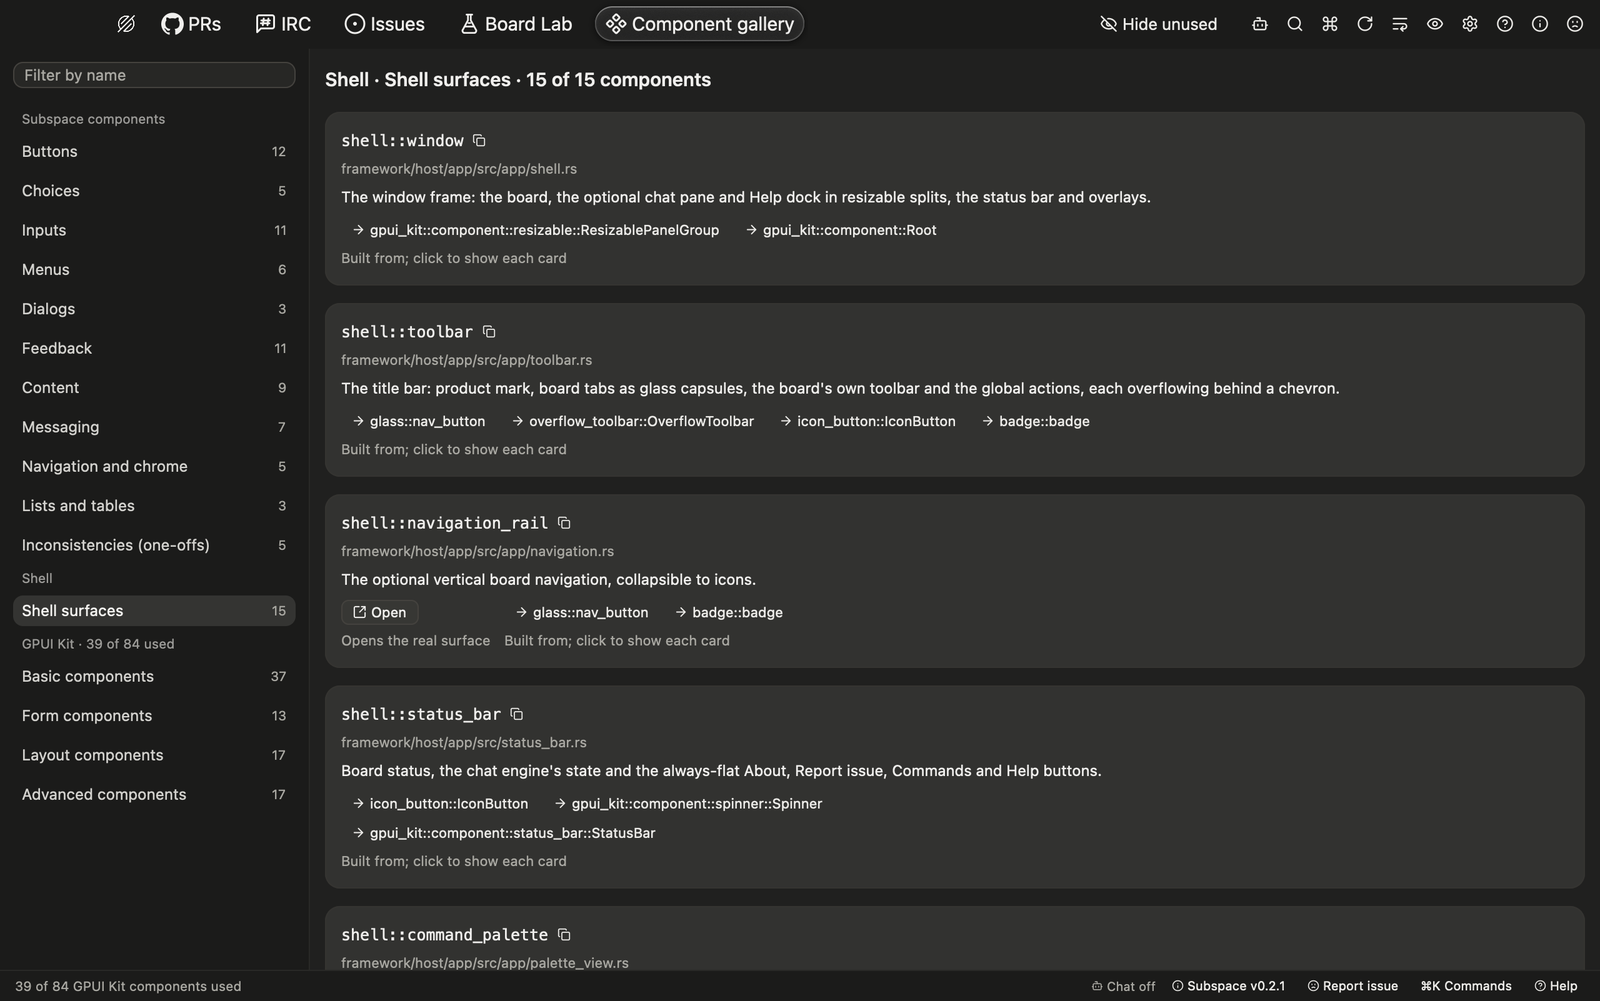 PRs
IRC
Issues
Board Lab
Component gallery
Hide unused
Filter by name
Subspace components
Buttons 12
Choices 5
Inputs 11
Menus 6
Dialogs 3
Feedback 11
Content 9
Messaging 7
Navigation and chrome 5
Lists and tables 3
Inconsistencies (one-offs) 5
Shell
Shell surfaces 15
GPUI Kit · 39 of 84 used
Basic components 37
Form components 13
Layout components 17
Advanced components 17
Shell · Shell surfaces · 15 of 15 components
shell::window
framework/host/app/src/app/shell.rs
The window frame: the board, the optional chat pane and Help dock in resizable splits, the status bar and overlays.
→ gpui_kit::component::resizable::ResizablePanelGroup → gpui_kit::component::Root
Built from; click to show each card
shell::toolbar
framework/host/app/src/app/toolbar.rs
The title bar: product mark, board tabs as glass capsules, the board's own toolbar and the global actions, each overflowing behind a chevron.
→ glass::nav_button → overflow_toolbar::OverflowToolbar → icon_button::IconButton → badge::badge
Built from; click to show each card
shell::navigation_rail
framework/host/app/src/app/navigation.rs
The optional vertical board navigation, collapsible to icons.
Open → glass::nav_button → badge::badge
Opens the real surface Built from; click to show each card
shell::status_bar
framework/host/app/src/status_bar.rs
Board status, the chat engine's state and the always-flat About, Report issue, Commands and Help buttons.
→ icon_button::IconButton → gpui_kit::component::spinner::Spinner
→ gpui_kit::component::status_bar::StatusBar
Built from; click to show each card
shell::command_palette
framework/host/app/src/app/palette_view.rs
39 of 84 GPUI Kit components used
Chat off
Subspace v0.2.1
Report issue
⌘K Commands
Help